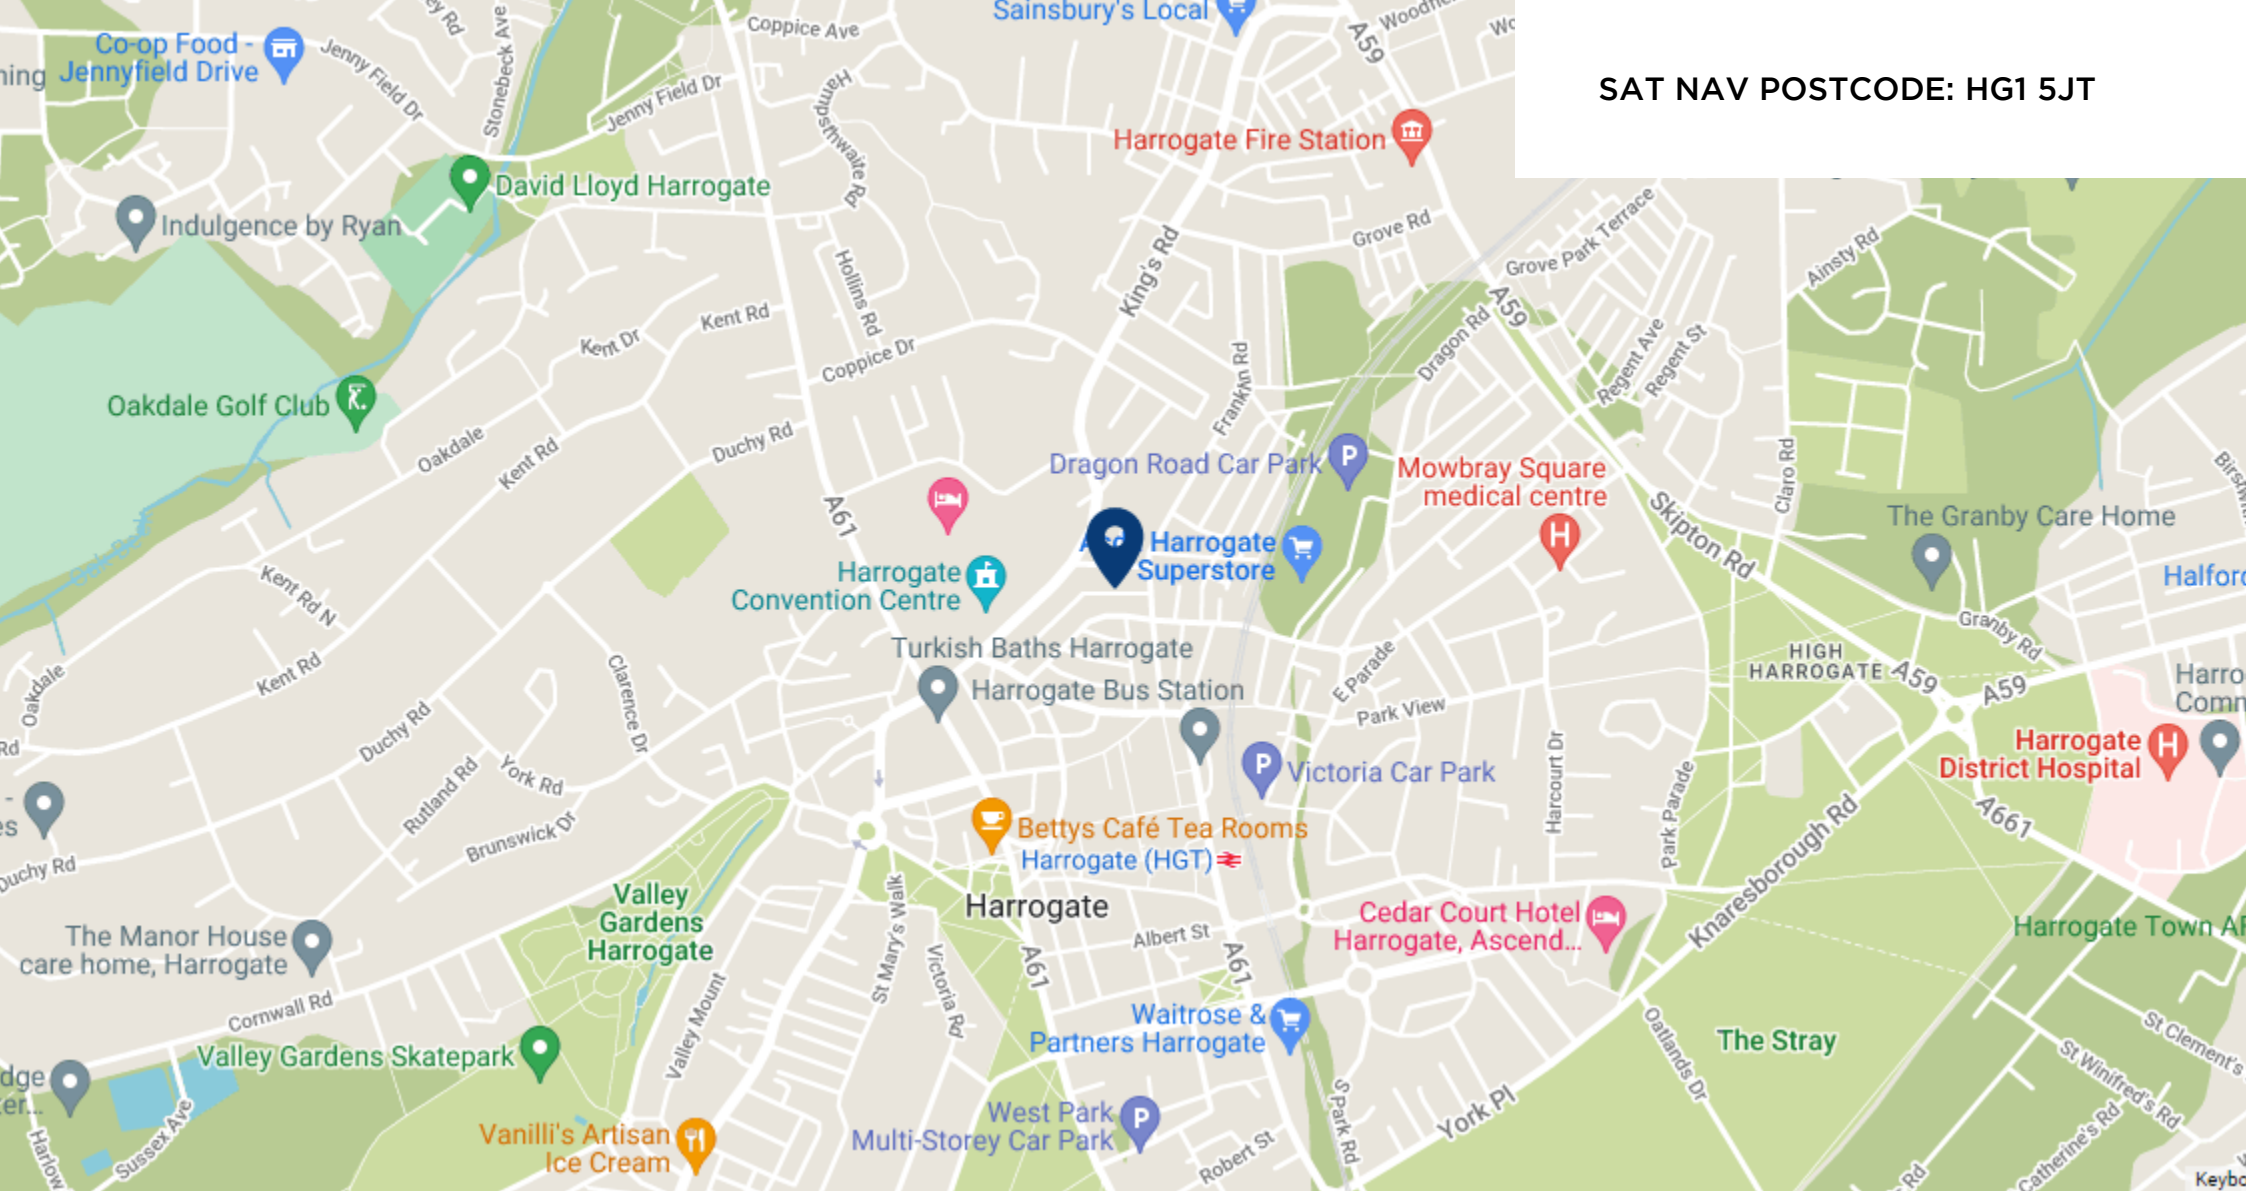 Sainsbury's Local
Coppice Ave
A59
SAT NAV POSTCODE: HG1 5JT
Co-op Food -
Jennyfield Drive
Jenny Field Dr
Stonebeck Ave
Jenny Field Dr
Hampsthwaite Rd
Harrogate Fire Station
David Lloyd Harrogate
Indulgence by Ryan
Grove Rd
Grove Park Terrace
Ainsty Rd
King's Rd
Hollins Rd
Kent Rd
Kent Dr
Coppice Dr
A59
Dragon Rd
Regent Ave
Regent St
Franklin Rd
Oakdale Golf Club
Oakdale
Kent Rd
Duchy Rd
Dragon Road Car Park
Mowbray Square
medical centre
Claro Rd
Skipton Rd
The Granby Care Home
A61
Harrogate
Superstore
Harrogate
Convention Centre
Kent Rd N
Granby Rd
Turkish Baths Harrogate
HIGH
HARROGATE
A59
A59
Oakdale
Kent Rd
Clarence Dr
Harrogate Bus Station
E Parade
Park View
Duchy Rd
Rutland Rd
York Rd
Brunswick Dr
Victoria Car Park
Harcourt Dr
Park Parade
Knaresborough Rd
Harrogate
District Hospital
A661
Duchy Rd
Bettys Café Tea Rooms
Harrogate (HGT)
Harrogate
Valley
Gardens
Harrogate
St Mary's Walk
Victoria Rd
A61
Albert St
A61
Cedar Court Hotel
Harrogate, Ascend...
Harrogate Town AF
The Manor House
care home, Harrogate
Cornwall Rd
Valley Mount
Waitrose &
Partners Harrogate
Oatlands Dr
The Stray
St Clement's
St Winifred's Rd
Valley Gardens Skatepark
Sussex Ave
Harlow
Vanilli's Artisan
Ice Cream
West Park
Multi-Storey Car Park
Robert St
S Park Rd
York Pl
Catherine's Rd
Rd